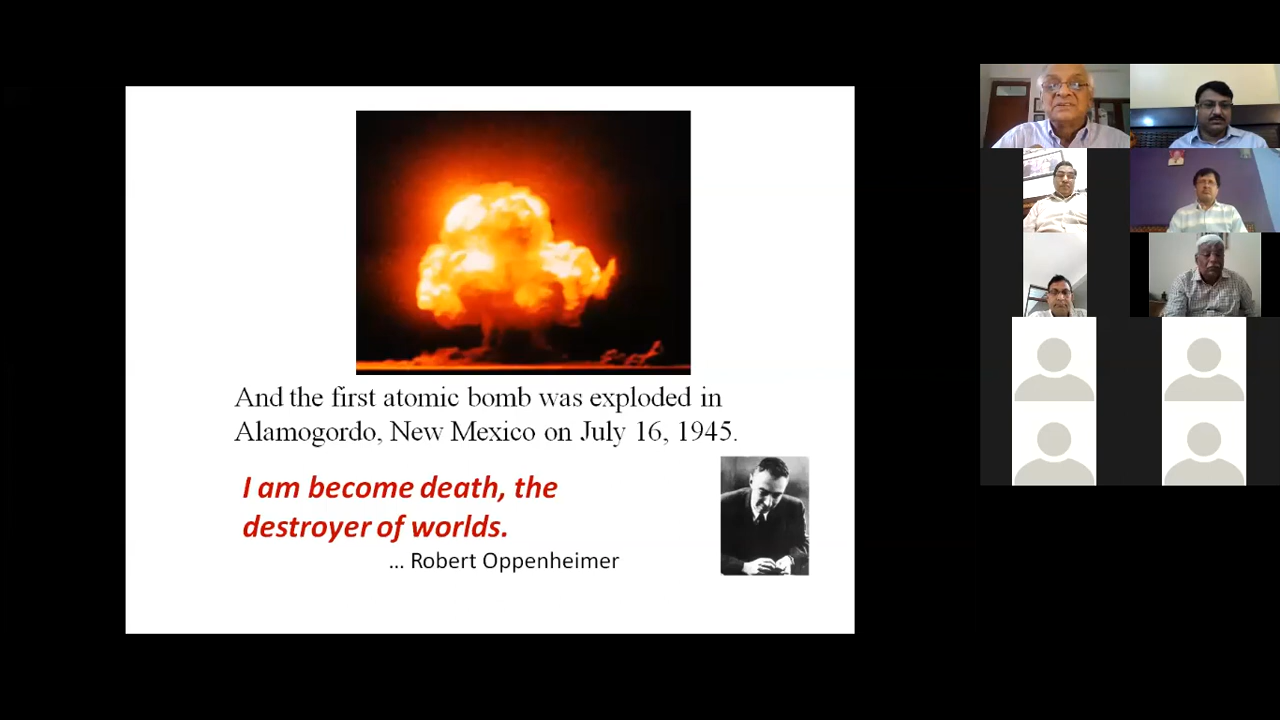 And the first atomic bomb was exploded in
Alamogordo, New Mexico on July 16, 1945.
I am become death, the
destroyer of worlds.
... Robert Oppenheimer